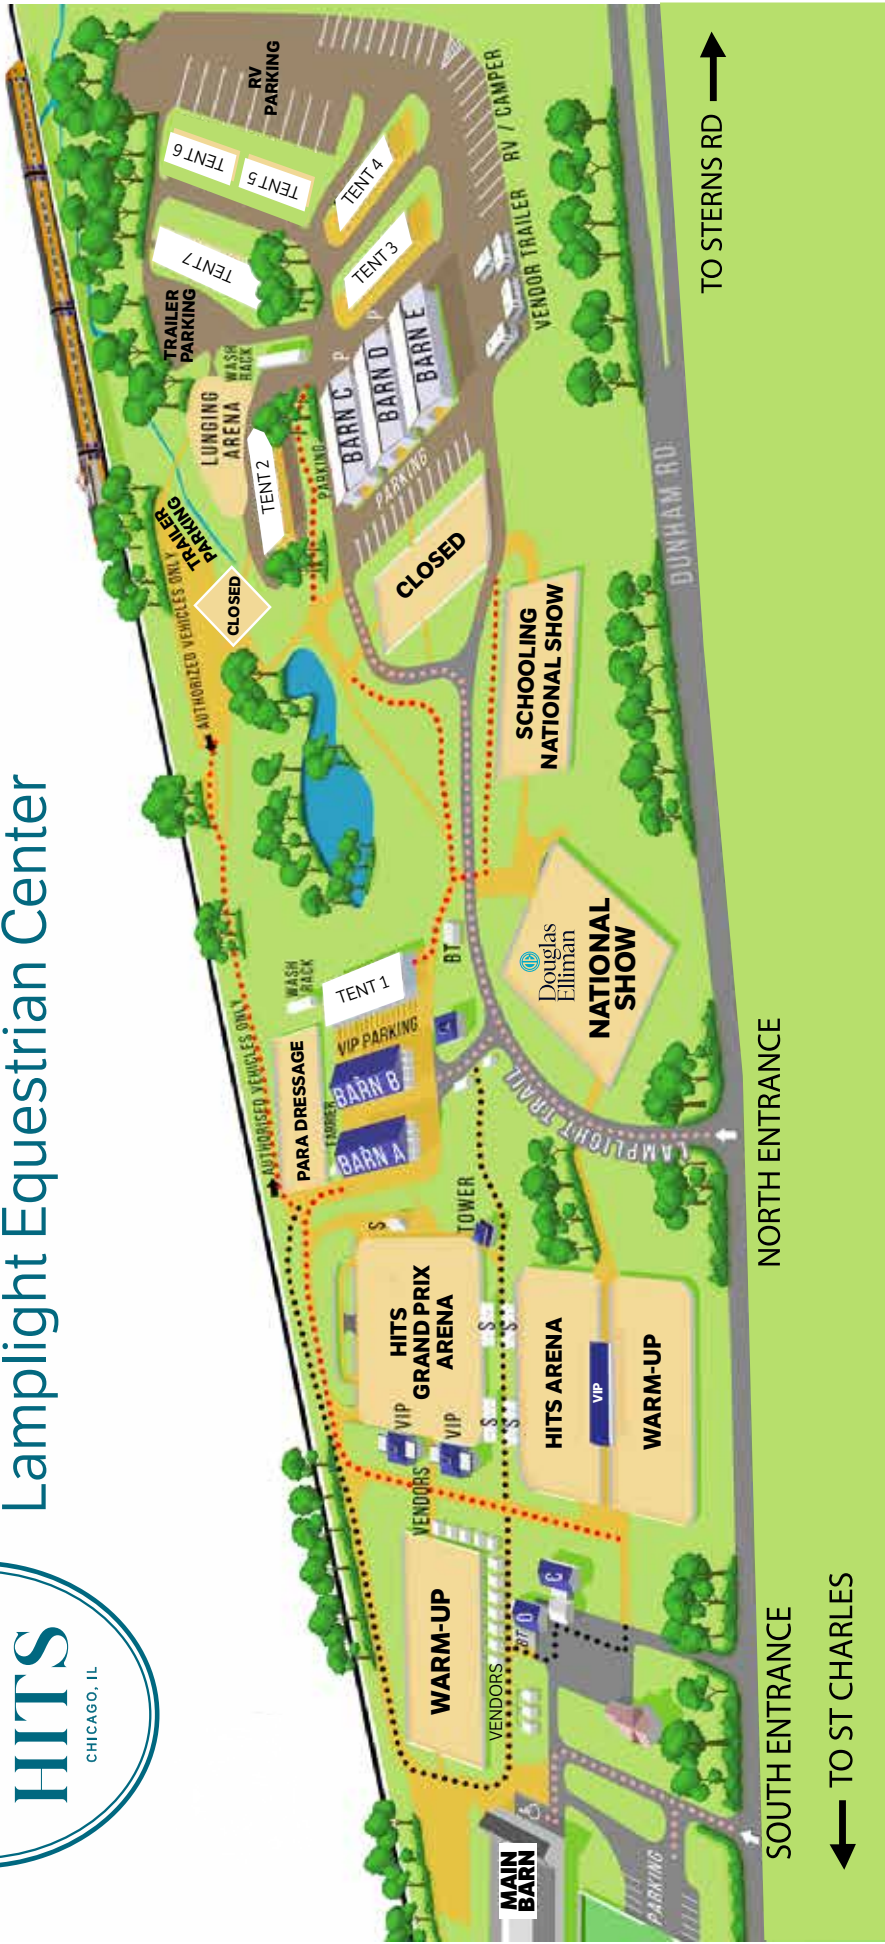 Lamplight Equestrian Center
HITS
CHICAGO, IL
RV
PARKING
TENT 6
TENT 5
TENT 4
TENT 3
TENT 7
TRAILER
PARKING
WASH
RACK
LUNGING
ARENA
TENT 2
PARKING
BARN C
P
BARN D
P
BARN E
PARKING
RV / CAMPER
VENDOR TRAILER
TRAILER
PARKING
AUTHORIZED VEHICLES ONLY
CLOSED
CLOSED
SCHOOLING
NATIONAL SHOW
DUNHAM RD
TO STERNS RD
WASH
RACK
TENT 1
BT
VIP PARKING
BARN B
FARRIER
BARN A
PARA DRESSAGE
AUTHORISED VEHICLES ONLY
Douglas
Elliman
NATIONAL
SHOW
LAMPLIGHT TRAIL
NORTH ENTRANCE
TOWER
S
HITS
GRAND PRIX
ARENA
S
S
S
S
VIP
VIP
HITS ARENA
VIP
WARM-UP
VENDORS
WARM-UP
VENDORS
BT
MAIN
BARN
PARKING
SOUTH ENTRANCE
TO ST CHARLES